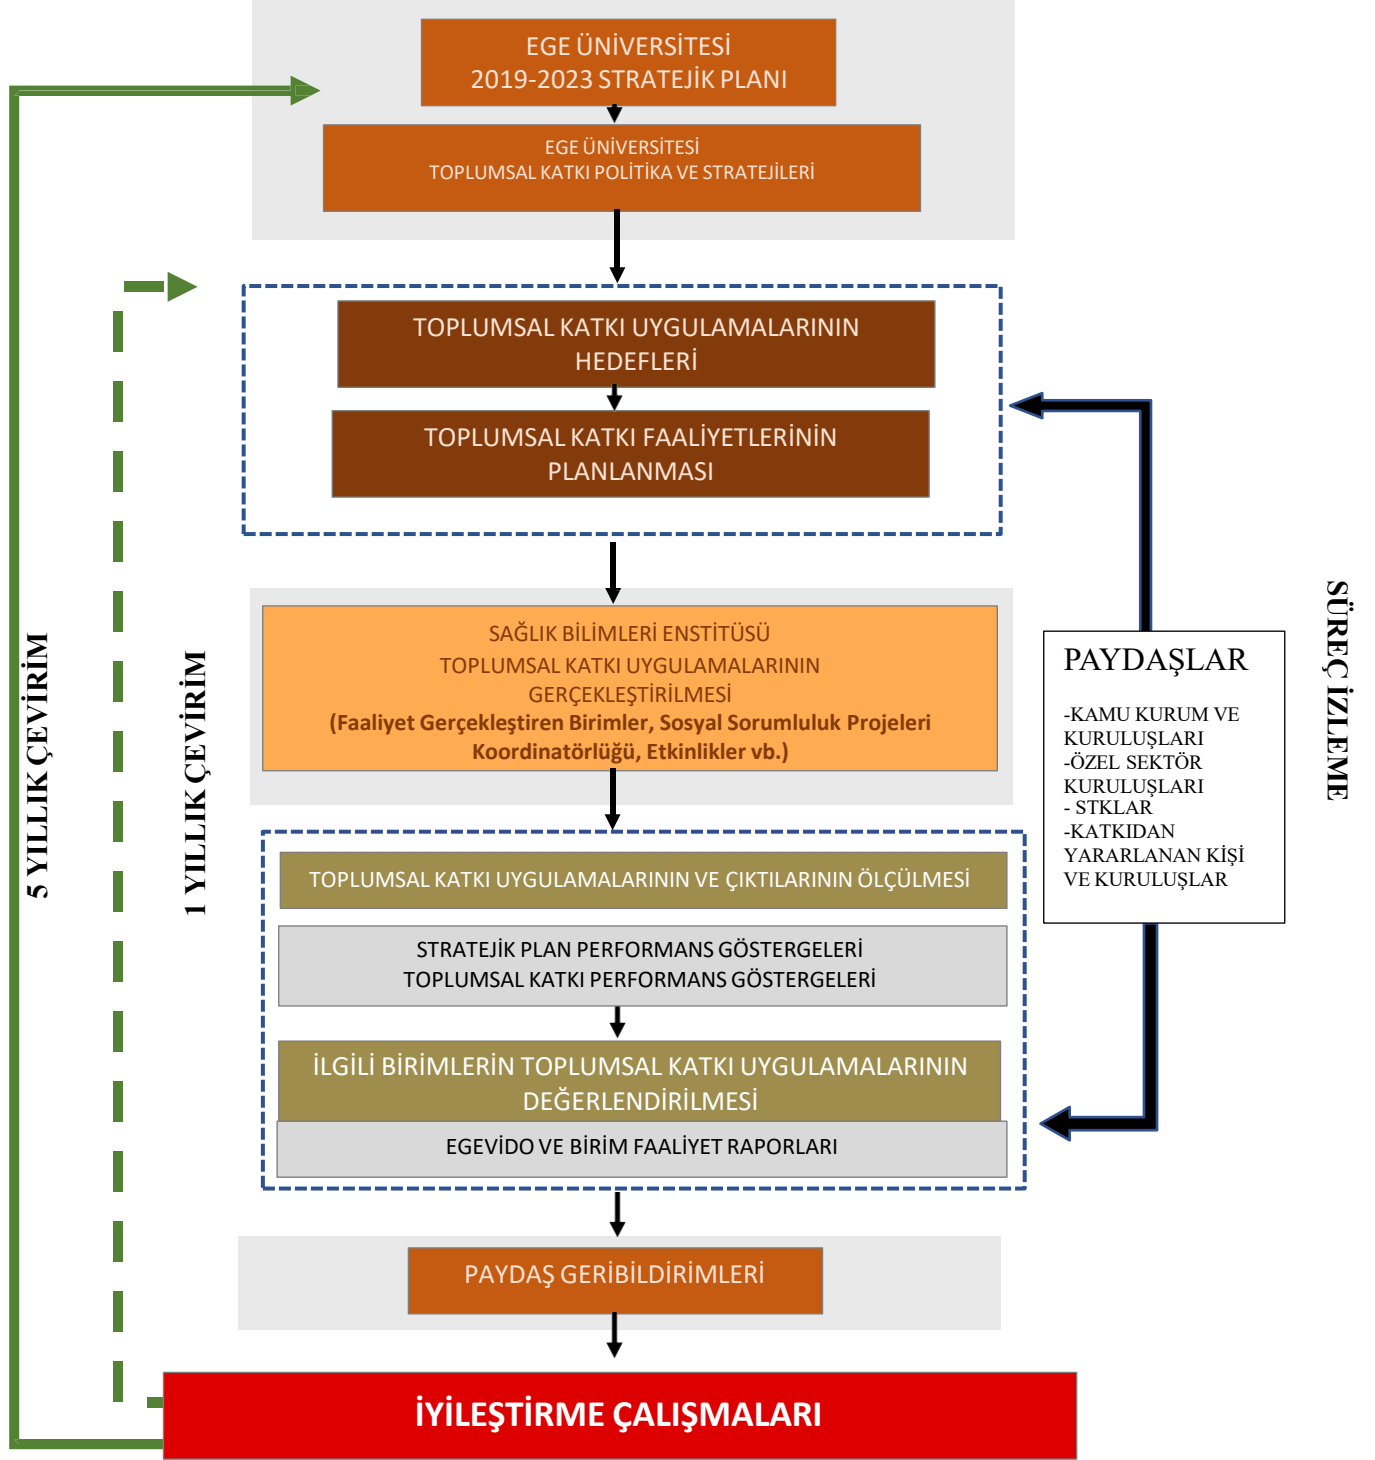 EGE ÜNİVERSİTESİ
2019-2023 STRATEJİK PLANI
EGE ÜNİVERSİTESİ
TOPLUMSAL KATKI POLİTİKA VE STRATEJİLERİ
TOPLUMSAL KATKI UYGULAMALARININ
HEDEFLERİ
TOPLUMSAL KATKI FAALİYETLERİNİN
PLANLANMASI
SAĞLIK BİLİMLERİ ENSTİTÜSÜ
TOPLUMSAL KATKI UYGULAMALARININ
GERÇEKLEŞTİRİLMESİ
(Faaliyet Gerçekleştiren Birimler, Sosyal Sorumluluk Projeleri
Koordinatörlüğü, Etkinlikler vb.)
TOPLUMSAL KATKI UYGULAMALARININ VE ÇIKTILARININ ÖLÇÜLMESİ
STRATEJİK PLAN PERFORMANS GÖSTERGELERİ
TOPLUMSAL KATKI PERFORMANS GÖSTERGELERİ
İLGİLİ BİRİMLERİN TOPLUMSAL KATKI UYGULAMALARININ
DEĞERLENDİRİLMESİ
EGEVİDO VE BİRİM FAALİYET RAPORLARI
PAYDAŞ GERİBİLDİRİMLERİ
İYİLEŞTİRME ÇALIŞMALARI
5 YILLIK ÇEVİRİM
1 YILLIK ÇEVİRİM
PAYDAŞLAR
-KAMU KURUM VE
KURULUŞLARI
-ÖZEL SEKTÖR
KURULUŞLARI
- STKLAR
-KATKIDAN
YARARLANAN KİŞİ
VE KURULUŞLAR
SÜREÇ İZLEME